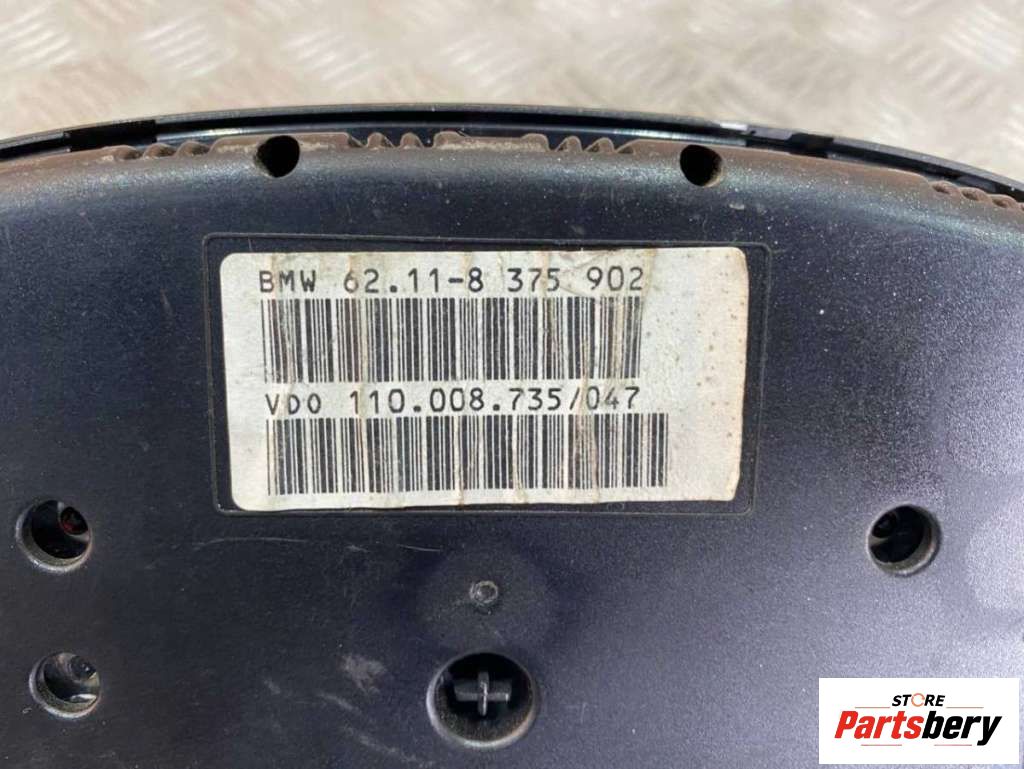 BMW 62.11-8 375 902
VDO 110.008.735/047
STORE
Partsbery